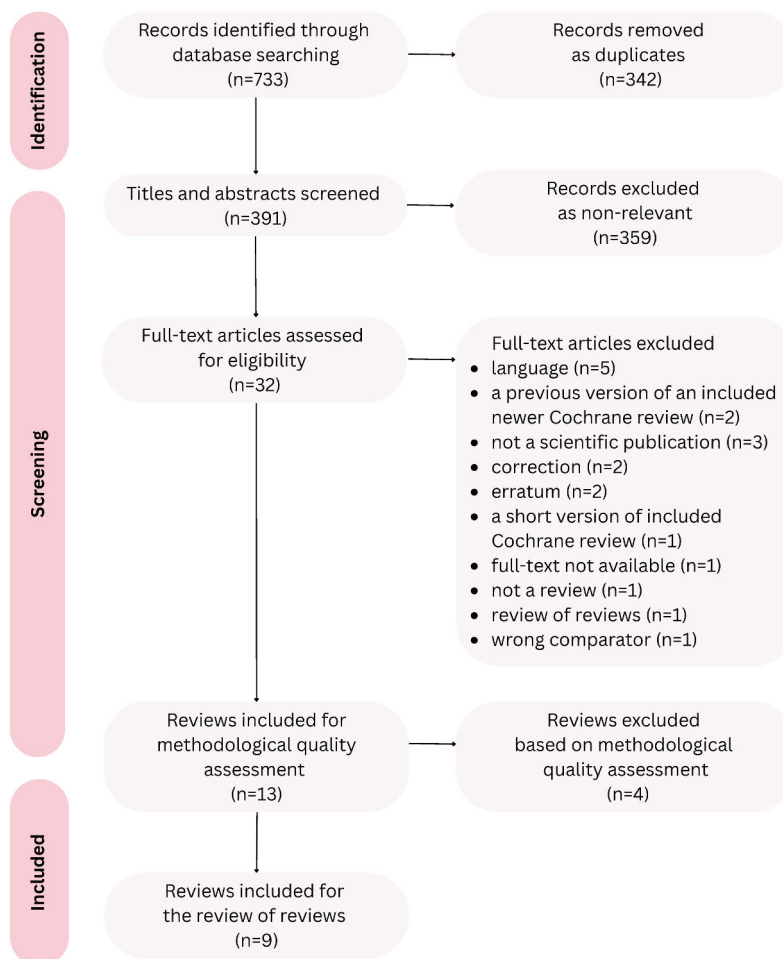 Identification
Records identified through
database searching
(n=733)
Records removed
as duplicates
(n=342)
Screening
Titles and abstracts screened
(n=391)
Records excluded
as non-relevant
(n=359)
Full-text articles assessed
for eligibility
(n=32)
Full-text articles excluded
• language (n=5)
• a previous version of an included
newer Cochrane review (n=2)
• not a scientific publication (n=3)
• correction (n=2)
• erratum (n=2)
• a short version of included
Cochrane review (n=1)
• full-text not available (n=1)
• not a review (n=1)
• review of reviews (n=1)
• wrong comparator (n=1)
Reviews included for
methodological quality
assessment
(n=13)
Reviews excluded
based on methodological
quality assessment
(n=4)
Included
Reviews included for
the review of reviews
(n=9)